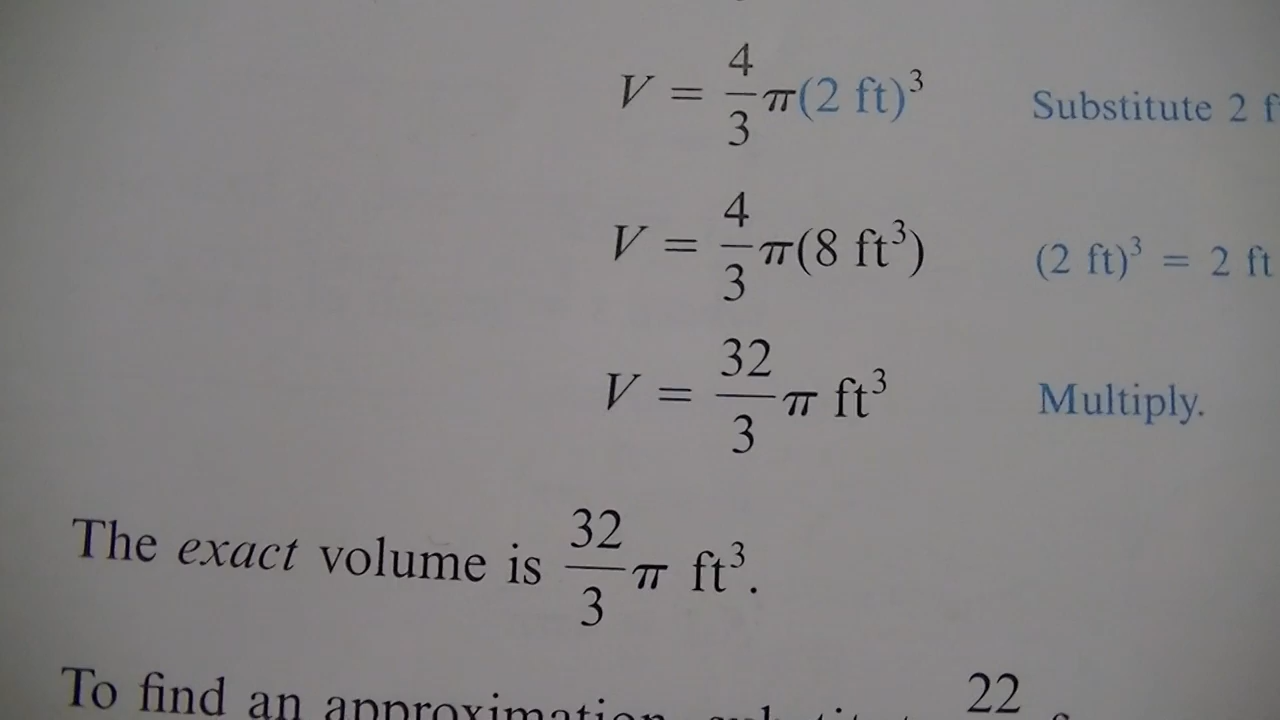 V = 4/3 π(2 ft)³ Substitute 2 f
V = 4/3 π(8 ft³) (2 ft)³ = 2 ft
V = 32/3 π ft³ Multiply.
The exact volume is 32/3 π ft³.
To find an approximation, 22